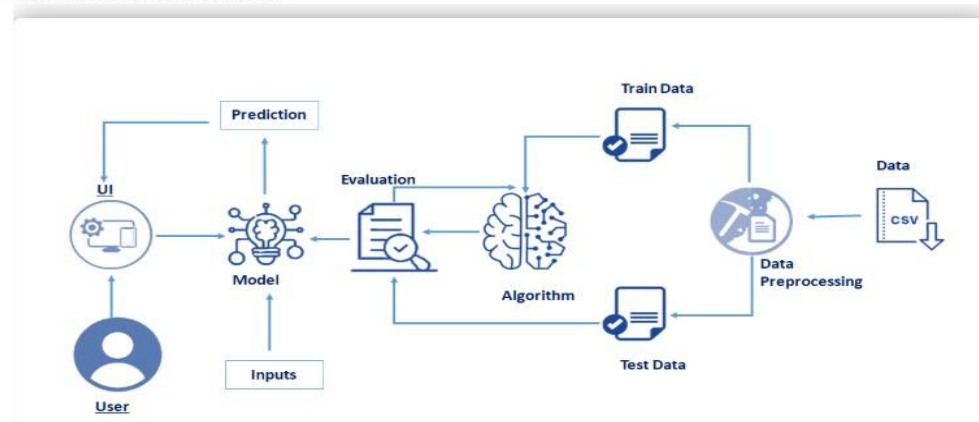 Train Data
Prediction
Data
Evaluation
UI
CSV
Model
Data
Preprocessing
Algorithm
Test Data
Inputs
User